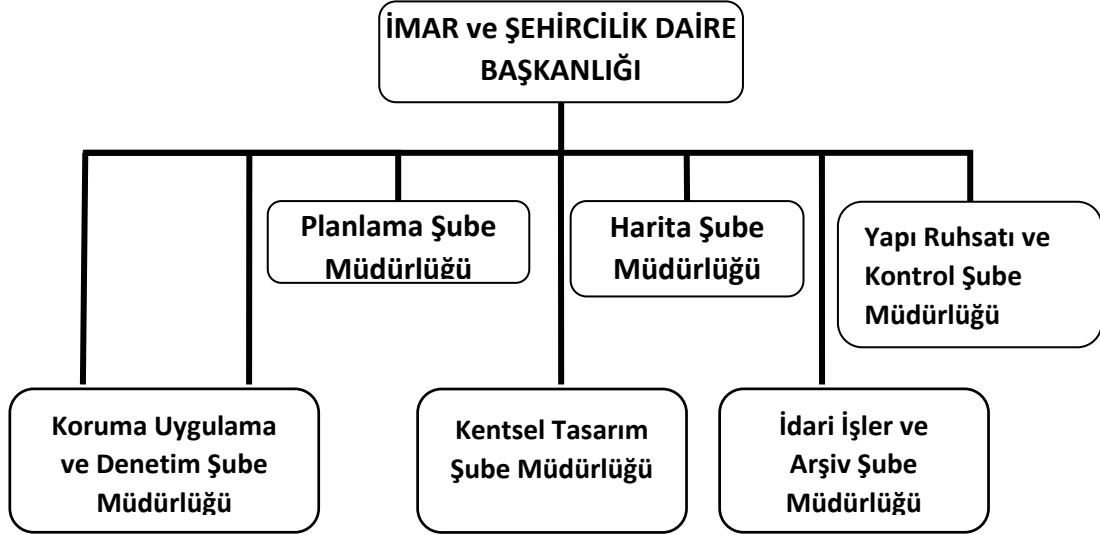 İMAR ve ŞEHİRCİLİK DAİRE
BAŞKANLIĞI
Planlama Şube
Müdürlüğü
Harita Şube
Müdürlüğü
Yapı Ruhsatı ve
Kontrol Şube
Müdürlüğü
Koruma Uygulama
ve Denetim Şube
Müdürlüğü
Kentsel Tasarım
Şube Müdürlüğü
İdari İşler ve
Arşiv Şube
Müdürlüğü